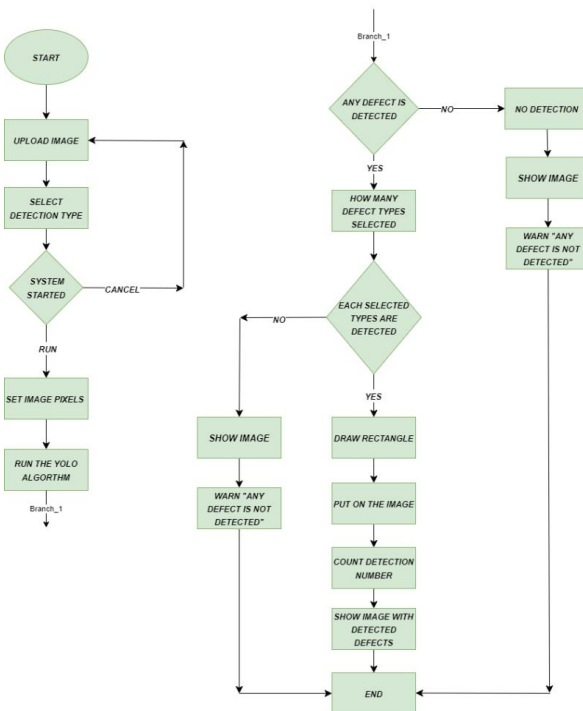 START
UPLOAD IMAGE
SELECT
DETECTION TYPE
SYSTEM
STARTED
CANCEL
RUN
SET IMAGE PIXELS
RUN THE YOLO
ALGORTHM
Branch_1
Branch_1
ANY DEFECT IS
DETECTED
NO
NO DETECTION
SHOW IMAGE
WARN "ANY
DEFECT IS NOT
DETECTED"
YES
HOW MANY
DEFECT TYPES
SELECTED
EACH SELECTED
TYPES ARE
DETECTED
NO
SHOW IMAGE
WARN "ANY
DEFECT IS NOT
DETECTED"
YES
DRAW RECTANGLE
PUT ON THE IMAGE
COUNT DETECTION
NUMBER
SHOW IMAGE WITH
DETECTED
DEFECTS
END